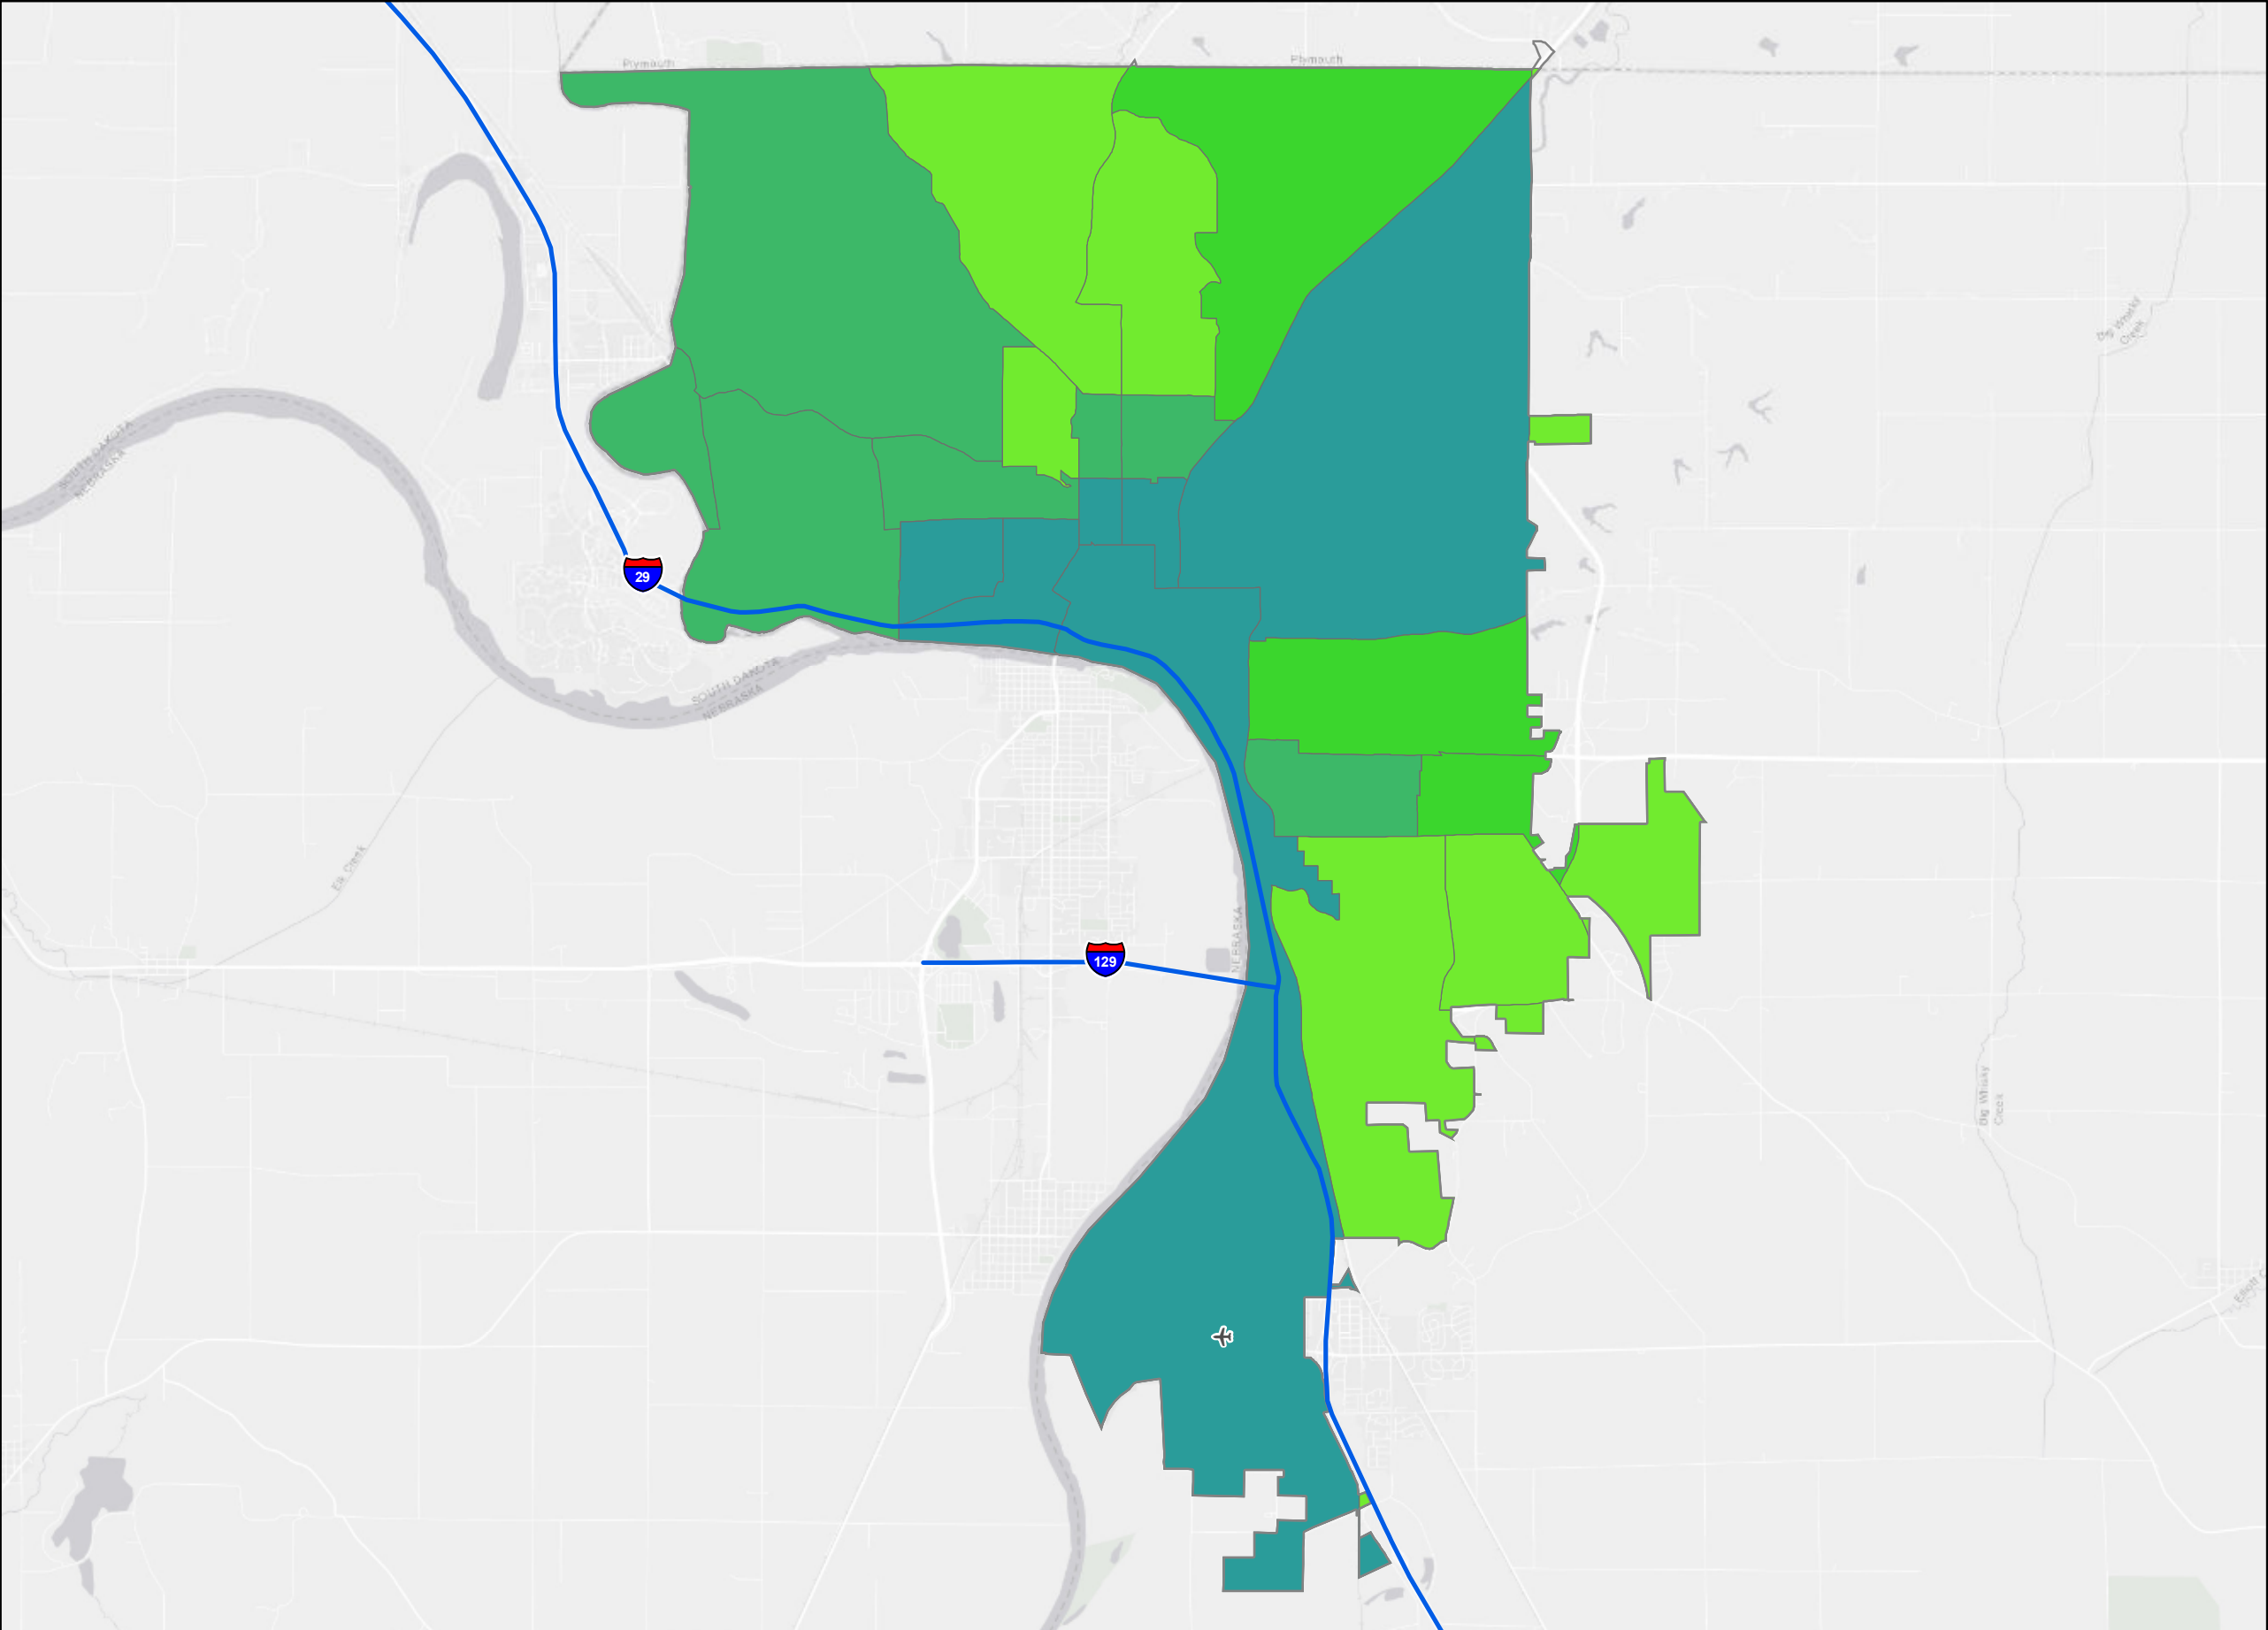 Plymouth
Plymouth
Big Whisky
Creek
SOUTH DAKOTA
NEBRASKA
29
SOUTH DAKOTA
NEBRASKA
Elk Creek
NEBRASKA
129
Big Whisky
Creek